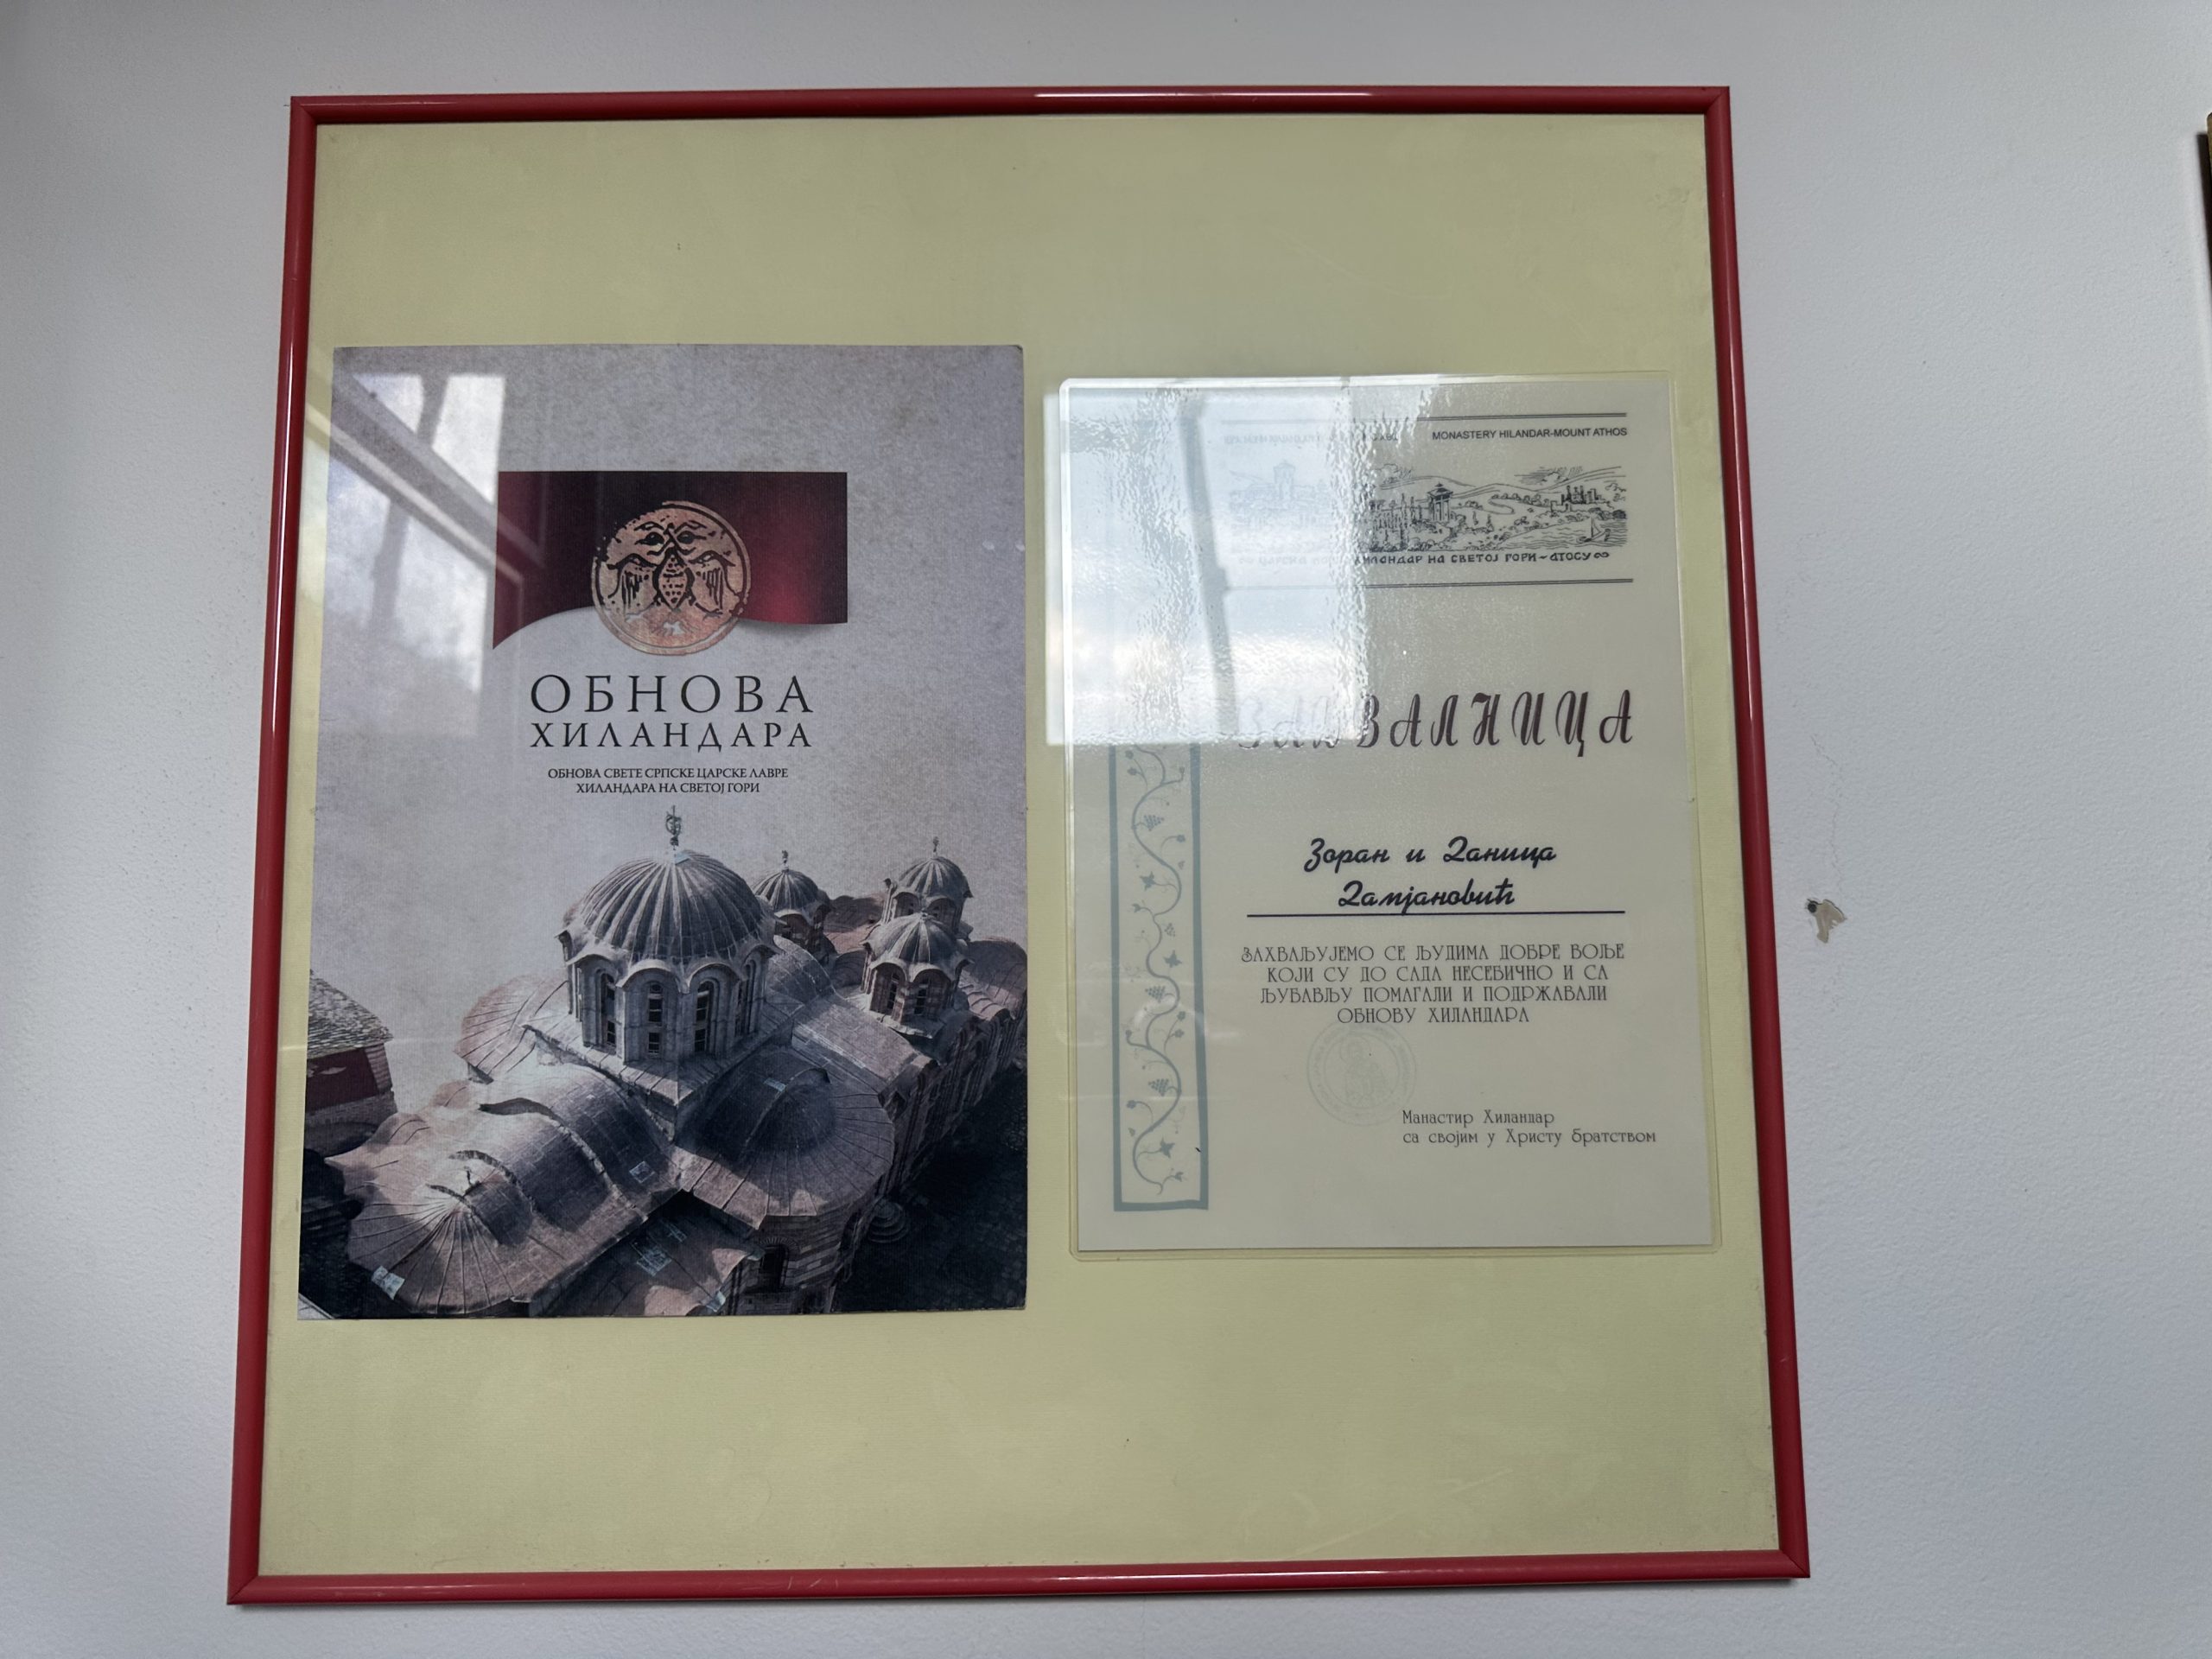 ОБНОВА
ХИЛАНДАРА
ОБНОВА СВЕТЕ СРПСКЕ ЦАРСКЕ ЛАВРЕ
ХИЛАНДАРА НА СВЕТОЈ ГОРИ
MONASTERY HILANDAR-MOUNT ATHOS
ХИЛАНДАР НА СВЕТОЈ ГОРИ ~ АТОСУ
ЗАХВАЛНИЦА
Зоран и Даница
Дамјановић
ЗАХВАЉУЈЕМО СЕ ЉУДИМА ДОБРЕ ВОЉЕ
КОЈИ СУ ДО САДА НЕСЕБИЧНО И СА
ЉУБАВЉУ ПОМАГАЛИ И ПОДРЖАВАЛИ
ОБНОВУ ХИЛАНДАРА
Манастир Хиландар
са својим у Христу братством